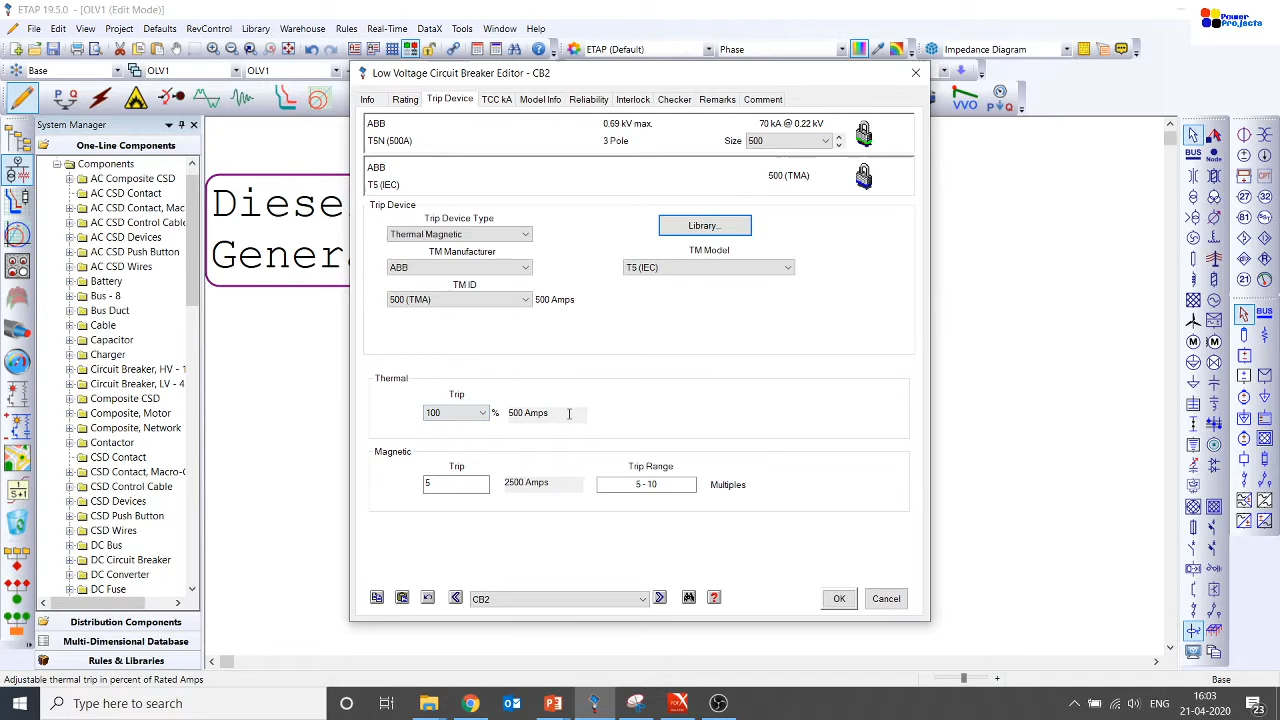 ETAP 19.5.0 - [OLV1 (Edit Mode)]
Power Projects
File Edit View Project Defaults RevControl Library Warehouse Rules Real-Time DataX Tools Window Help
ETAP (Default) Phase Impedance Diagram
Base OLV1 OLV1
VVO
System Manager
One-Line Components
Components
AC Composite CSD
AC CSD Contact
AC CSD Contact, Mac
AC CSD Control Cable
AC CSD Devices
AC CSD Push Button
AC CSD Wires
Battery
Bus - 8
Bus Duct
Cable
Capacitor
Charger
Circuit Breaker, HV - 1
Circuit Breaker, LV - 4
Composite CSD
Composite, Motor
Composite, Network
Contactor
CSD Contact
CSD Contact, Macro-C
CSD Control Cable
CSD Devices
CSD Push Button
CSD Wires
DC Bus
DC Circuit Breaker
DC Converter
DC Fuse
Distribution Components
Multi-Dimensional Database
Rules & Libraries
Diese
Genera
Low Voltage Circuit Breaker Editor - CB2
Info Rating Trip Device TCC kA Model Info Reliability Interlock Checker Remarks Comment
ABB 0.69 kV max. 70 kA @ 0.22 kV
T5N (500A) 3 Pole Size 500
ABB
T5 (IEC) 500 (TMA)
Trip Device
Trip Device Type
Thermal Magnetic
Library...
TM Manufacturer
ABB
TM Model
T5 (IEC)
TM ID
500 (TMA) 500 Amps
Thermal
Trip
100 % 500 Amps
Magnetic
Trip Trip Range
5 2500 Amps 5 - 10 Multiples
CB2
OK Cancel
BUS Node
BUS
Adjustable thermal trip in percent of Rated Amps
Base
Type here to search
ENG
16:03
21-04-2020
23